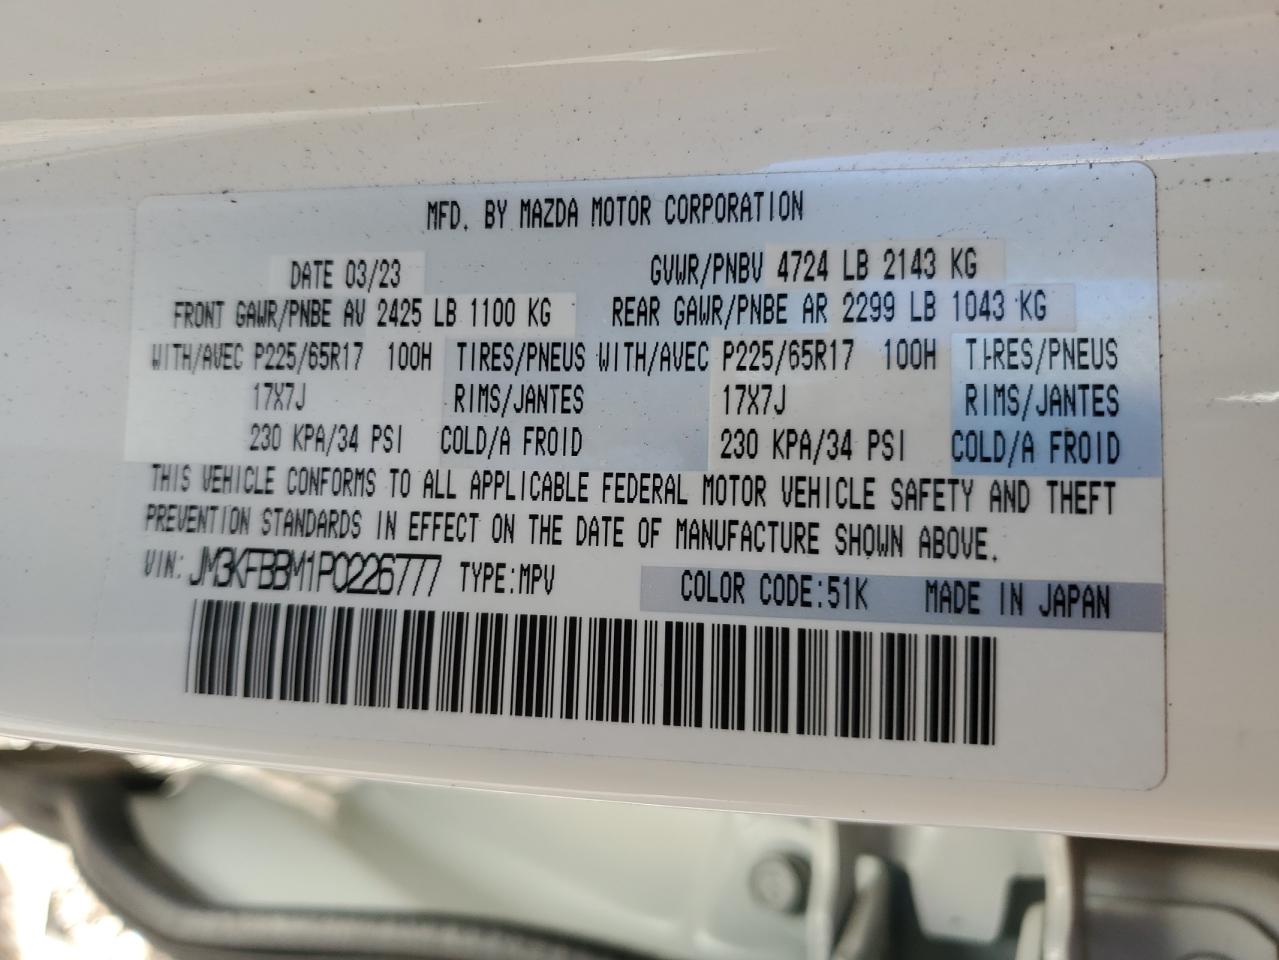 MFD. BY MAZDA MOTOR CORPORATION
DATE 03/23 GVWR/PNBV 4724 LB 2143 KG
FRONT GAWR/PNBE AV 2425 LB 1100 KG REAR GAWR/PNBE AR 2299 LB 1043 KG
WITH/AVEC P225/65R17 100H TIRES/PNEUS WITH/AVEC P225/65R17 100H TIRES/PNEUS
17X7J RIMS/JANTES 17X7J RIMS/JANTES
230 KPA/34 PSI COLD/A FROID 230 KPA/34 PSI COLD/A FROID
THIS VEHICLE CONFORMS TO ALL APPLICABLE FEDERAL MOTOR VEHICLE SAFETY AND THEFT
PREVENTION STANDARDS IN EFFECT ON THE DATE OF MANUFACTURE SHOWN ABOVE.
VIN: JM3KFBBM1P0226777 TYPE:MPV COLOR CODE:51K MADE IN JAPAN